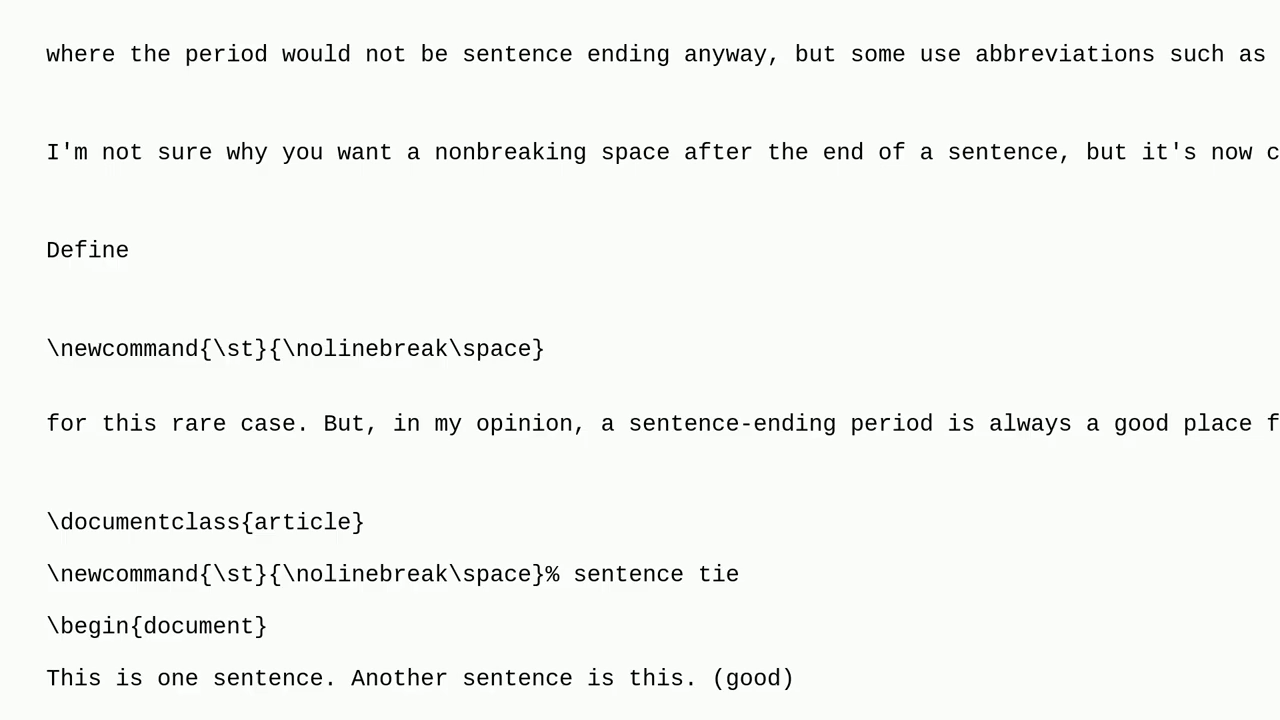 where the period would not be sentence ending anyway, but some use abbreviations such as
I'm not sure why you want a nonbreaking space after the end of a sentence, but it's now
Define
\newcommand{\st}{\nolinebreak\space}
for this rare case. But, in my opinion, a sentence-ending period is always a good place
\documentclass{article}
\newcommand{\st}{\nolinebreak\space}% sentence tie
\begin{document}
This is one sentence. Another sentence is this. (good)